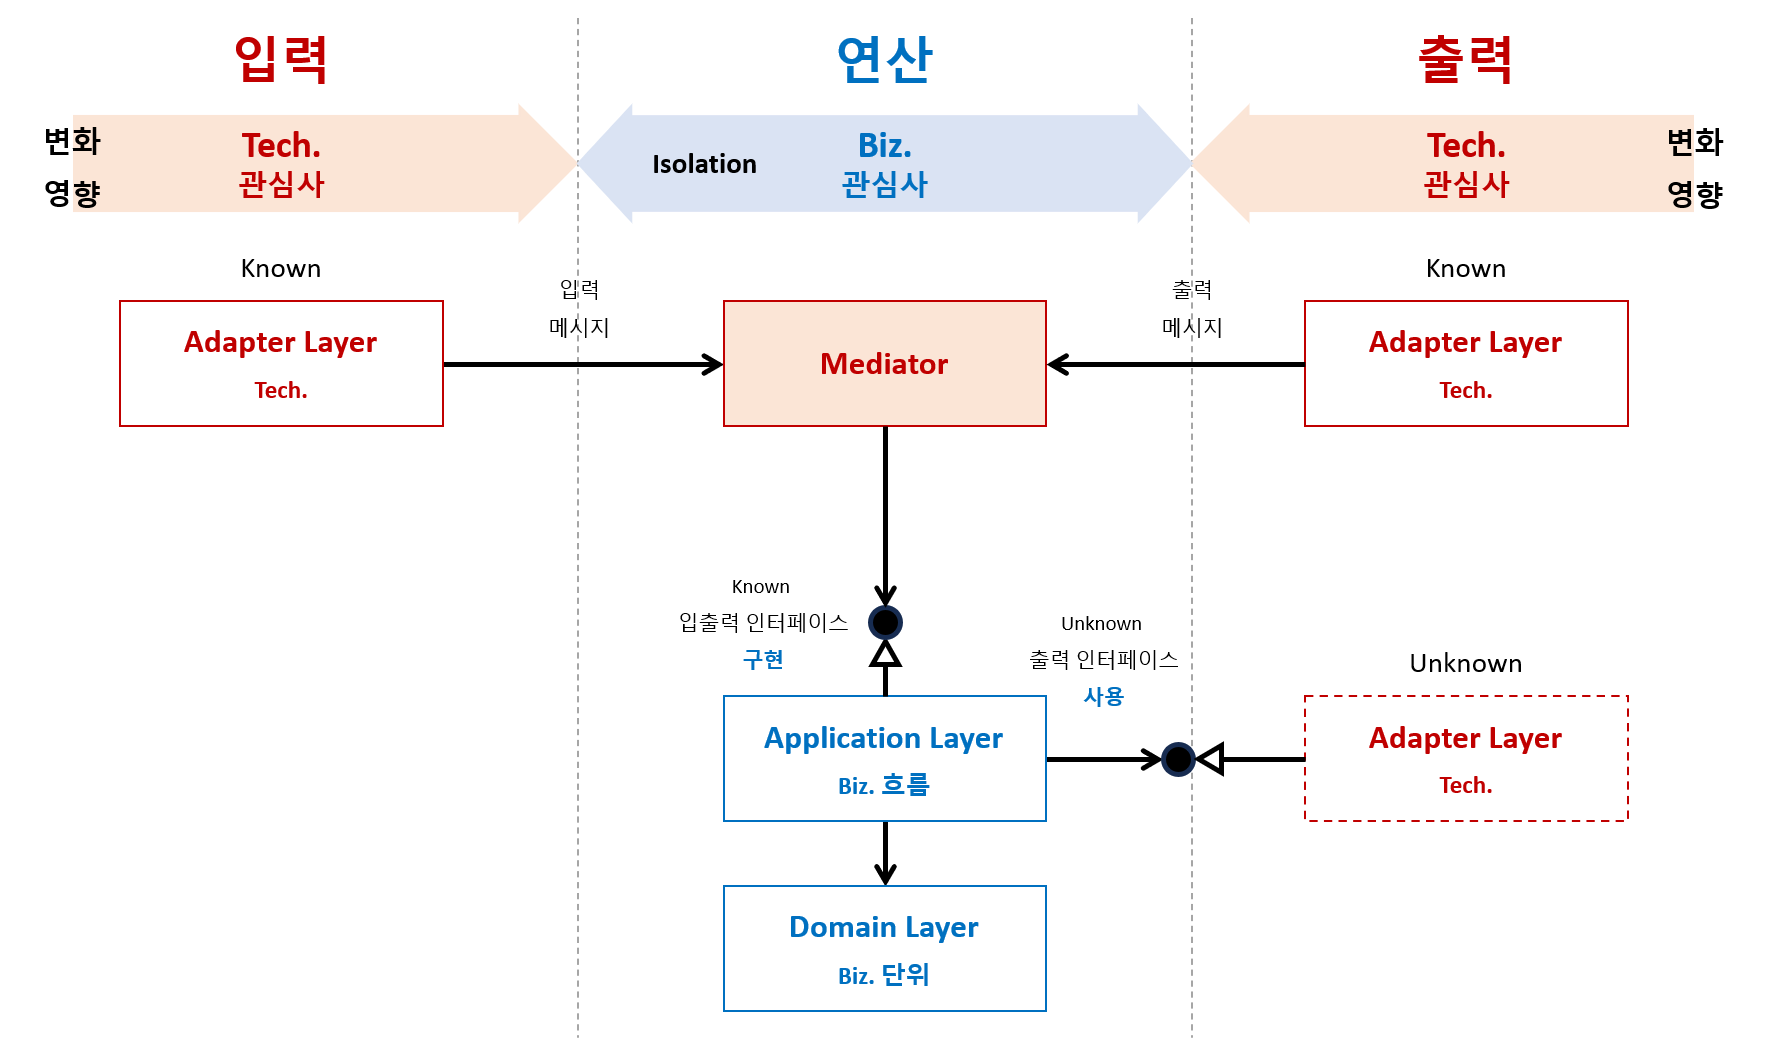 입력
연산
출력
변화
영향
Tech.
관심사
Isolation
Biz.
관심사
Tech.
관심사
변화
영향
Known
Adapter Layer
Tech.
입력
메시지
Mediator
출력
메시지
Known
Adapter Layer
Tech.
Known
입출력 인터페이스
구현
Unknown
출력 인터페이스
사용
Unknown
Adapter Layer
Tech.
Application Layer
Biz. 흐름
Domain Layer
Biz. 단위